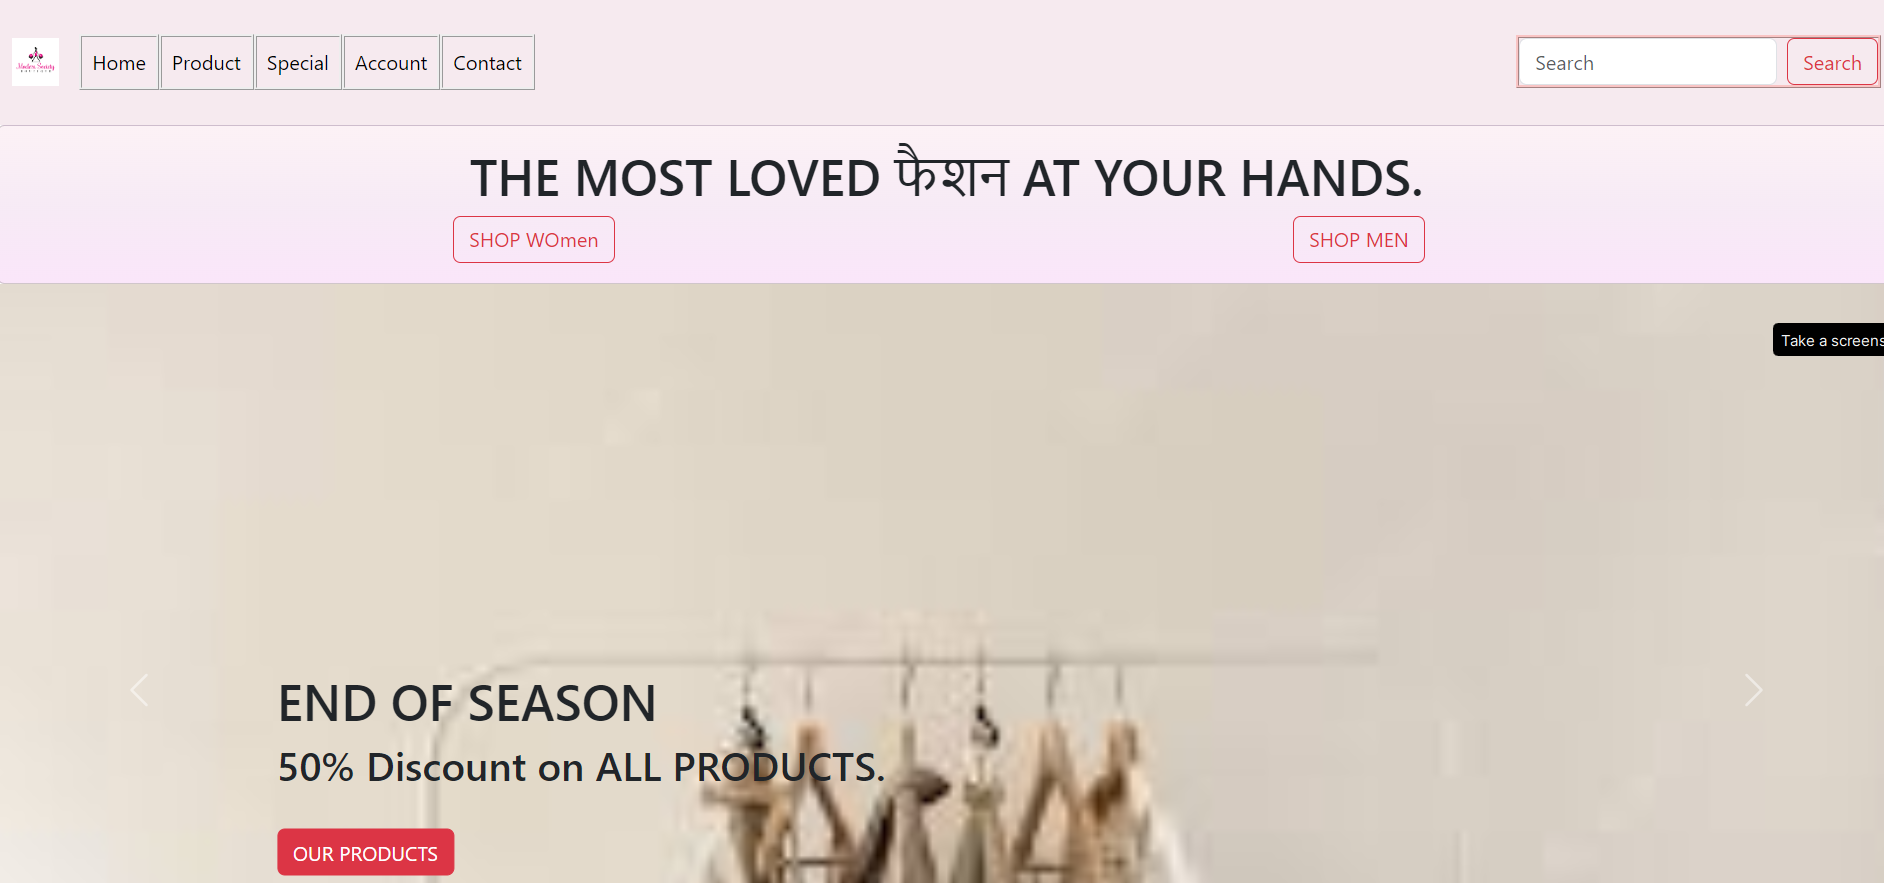 Home Product Special Account Contact Search Search
THE MOST LOVED फैशन AT YOUR HANDS.
SHOP WOmen SHOP MEN
Take a screens
END OF SEASON
50% Discount on ALL PRODUCTS.
OUR PRODUCTS